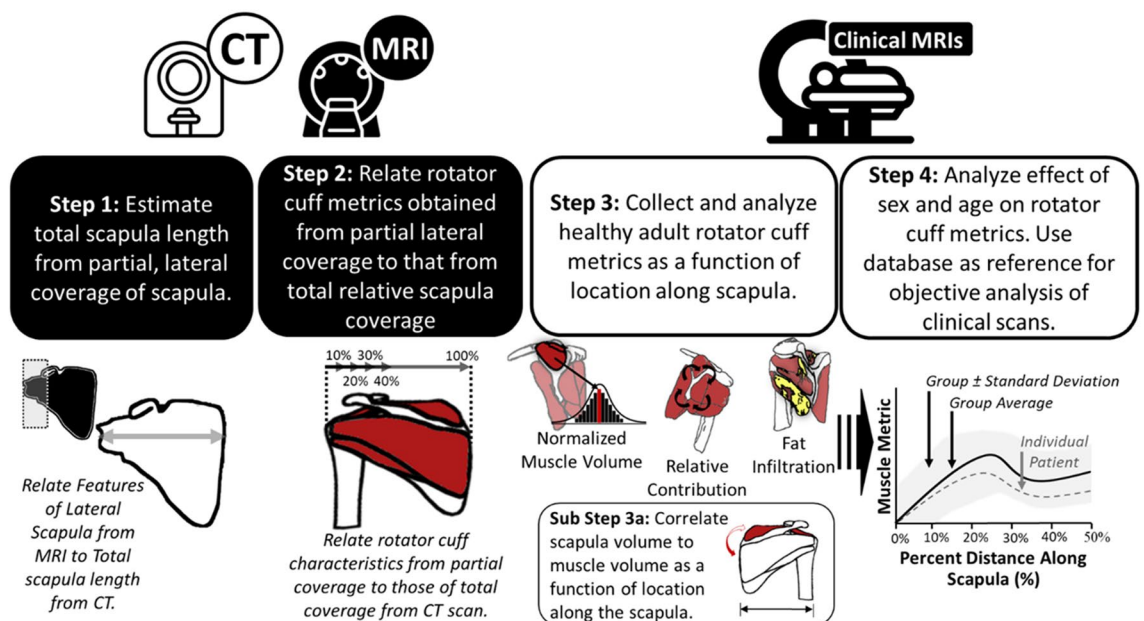 CT
MRI
Clinical MRIs
Step 1: Estimate
total scapula length
from partial, lateral
coverage of scapula.
Step 2: Relate rotator
cuff metrics obtained
from partial lateral
coverage to that from
total relative scapula
coverage
Step 3: Collect and analyze
healthy adult rotator cuff
metrics as a function of
location along scapula.
Step 4: Analyze effect of
sex and age on rotator
cuff metrics. Use
database as reference for
objective analysis of
clinical scans.
Relate Features
of Lateral
Scapula from
MRI to Total
scapula length
from CT.
10% 30% 100%
20% 40%
Relate rotator cuff
characteristics from partial
coverage to those of total
coverage from CT scan.
Normalized
Muscle Volume
Relative
Contribution
Fat
Infiltration
Sub Step 3a: Correlate
scapula volume to
muscle volume as a
function of location
along the scapula.
Group ± Standard Deviation
Group Average
Individual
Patient
Muscle Metric
0% 10% 20% 30% 40% 50%
Percent Distance Along
Scapula (%)